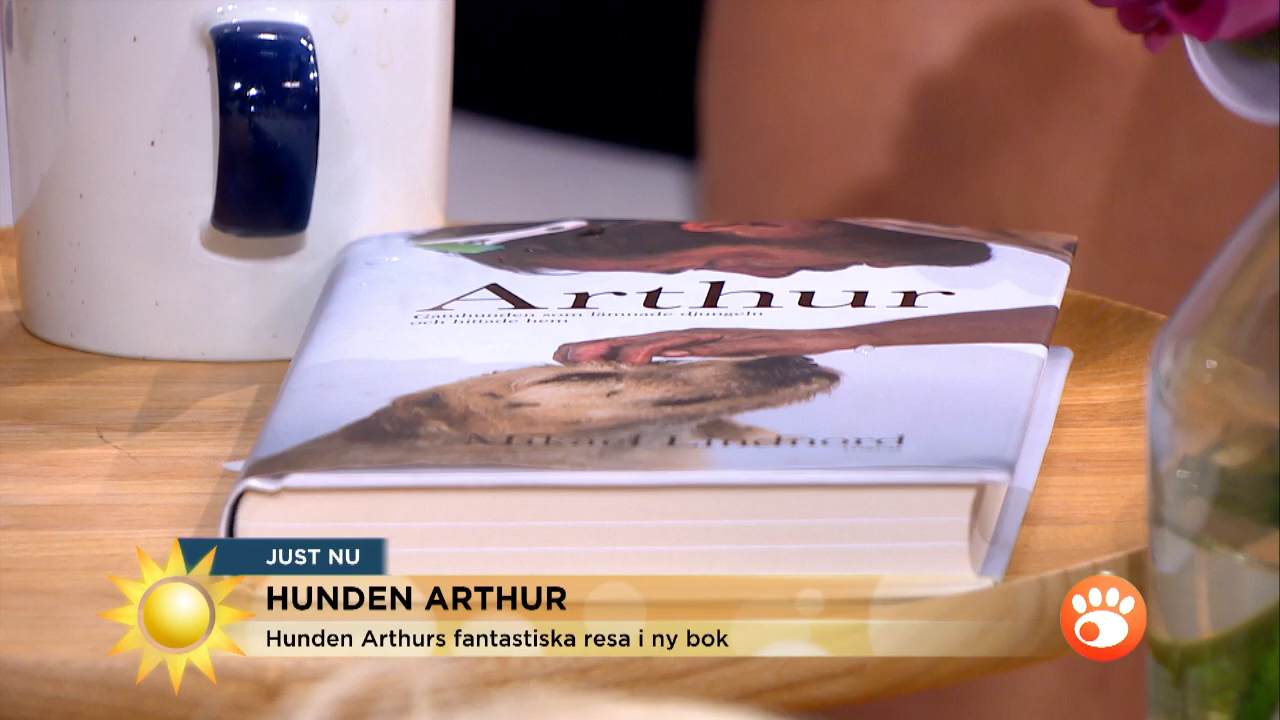 Arthur
Gatuhunden som lämnade djungeln
och hittade hem
Mikael Lindnord
JUST NU
HUNDEN ARTHUR
Hunden Arthurs fantastiska resa i ny bok